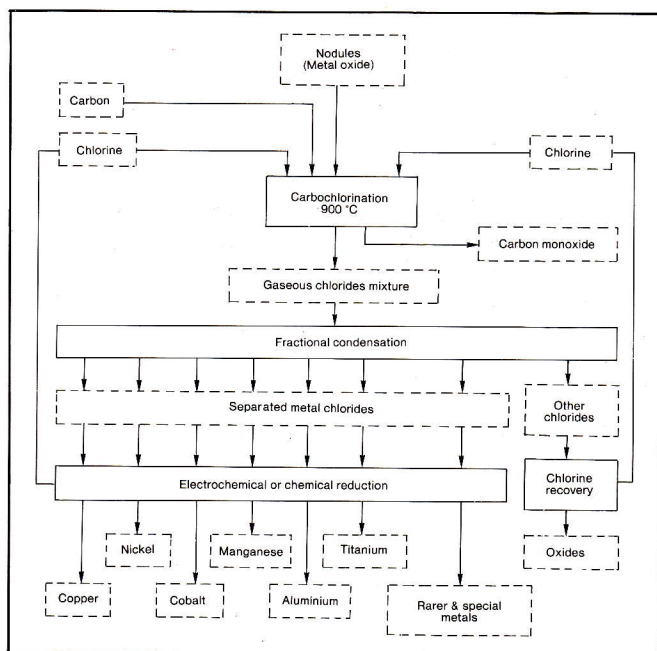 Nodules
(Metal oxide)
Carbon
Chlorine
Chlorine
Carbochlorination
900 °C
Carbon monoxide
Gaseous chlorides mixture
Fractional condensation
Separated metal chlorides
Other
chlorides
Electrochemical or chemical reduction
Chlorine
recovery
Nickel
Manganese
Titanium
Oxides
Copper
Cobalt
Aluminium
Rarer & special
metals